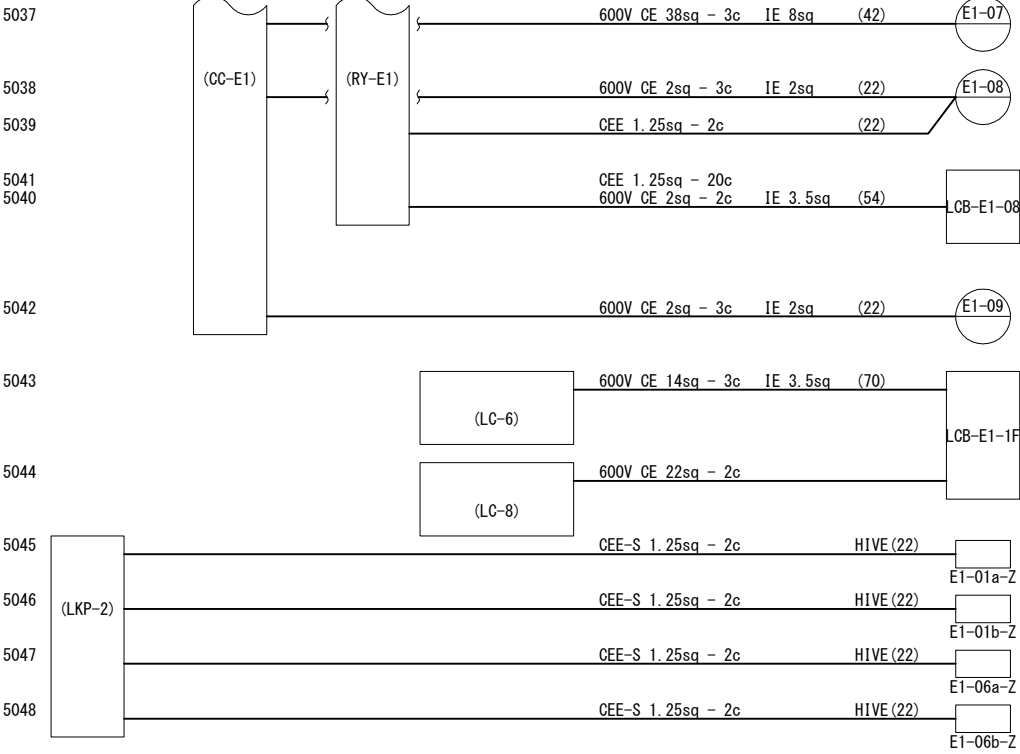 5037 600V CE 38sq - 3c IE 8sq (42) E1-07
(CC-E1) (RY-E1)
5038 600V CE 2sq - 3c IE 2sq (22) E1-08
5039 CEE 1.25sq - 2c (22)
5041 CEE 1.25sq - 20c
5040 600V CE 2sq - 2c IE 3.5sq (54) LCB-E1-08
5042 600V CE 2sq - 3c IE 2sq (22) E1-09
5043 600V CE 14sq - 3c IE 3.5sq (70)
(LC-6)
LCB-E1-1F
5044 600V CE 22sq - 2c
(LC-8)
5045 CEE-S 1.25sq - 2c HIVE(22)
E1-01a-Z
5046 CEE-S 1.25sq - 2c HIVE(22)
(LKP-2)
E1-01b-Z
5047 CEE-S 1.25sq - 2c HIVE(22)
E1-06a-Z
5048 CEE-S 1.25sq - 2c HIVE(22)
E1-06b-Z